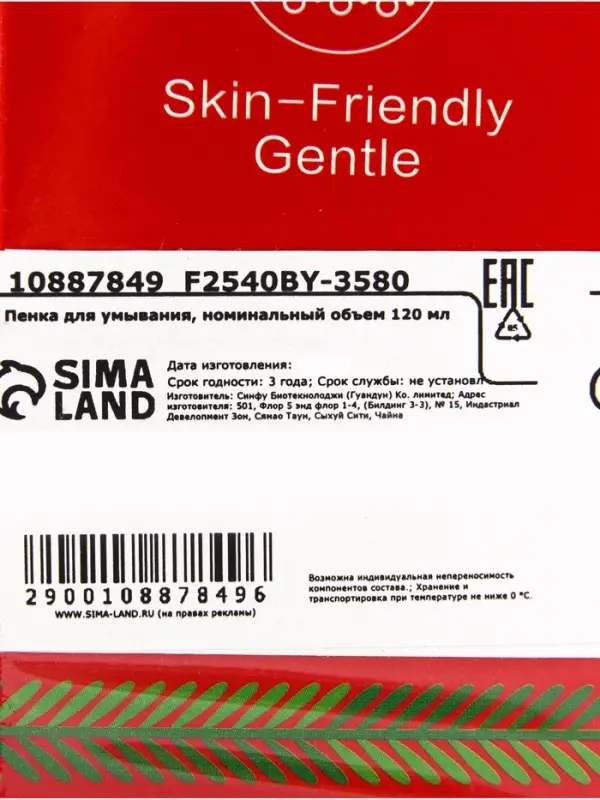 Skin-Friendly
Gentle
10887849 F2540BY-3580
EAC
Пенка для умывания, номинальный объем 120 мл
SIMA
LAND
Дата изготовления:
Срок годности: 3 года; Срок службы: не установл
Изготовитель: Синфу Биотекнолоджи (Гуандун) Ко. лимитед; Адрес
изготовителя: 501, Флор 5 энд флор 1-4, (Билдинг 3-3), № 15, Индастриал
Девелопмент Зон, Сянао Таун, Сыхуй Сити, Чайна
2900108878496
WWW.SIMA-LAND.RU (на правах рекламы)
Возможна индивидуальная непереносимость
компонентов состава.; Хранение и
транспортировка при температуре не ниже 0 °C.